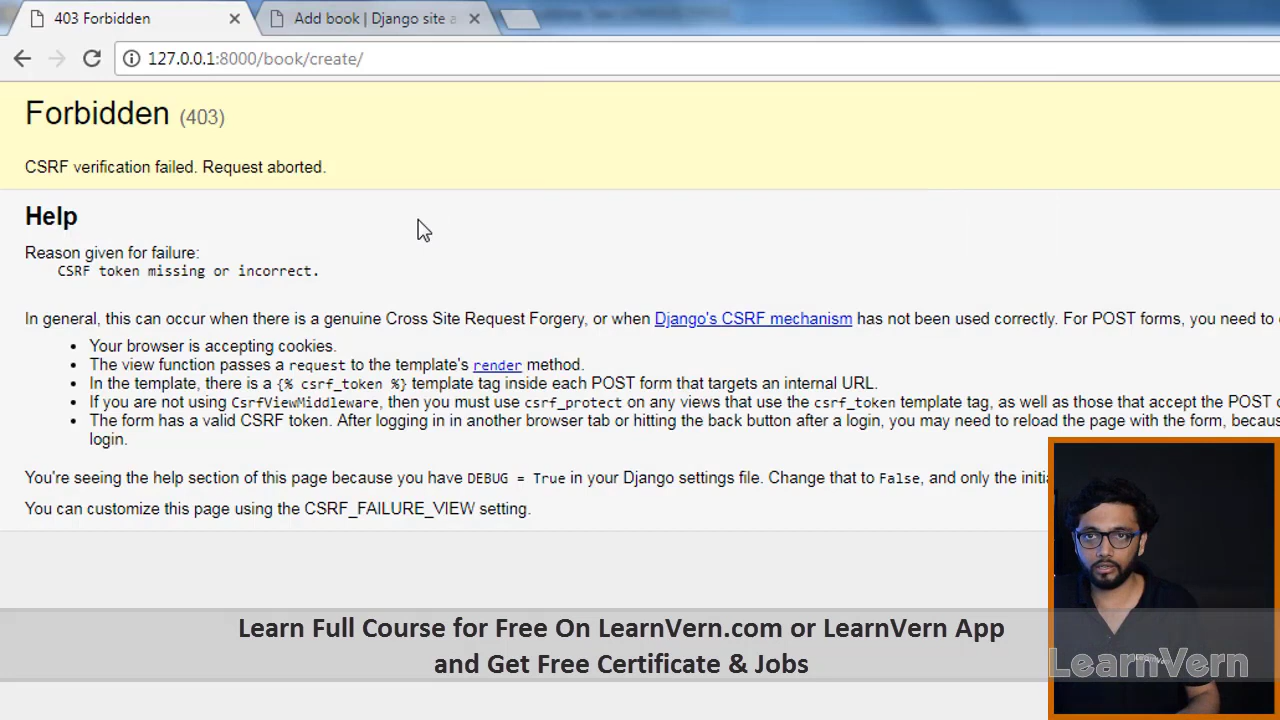 403 Forbidden
Add book | Django site a
127.0.0.1:8000/book/create/
Forbidden (403)
CSRF verification failed. Request aborted.
Help
Reason given for failure:
CSRF token missing or incorrect.
In general, this can occur when there is a genuine Cross Site Request Forgery, or when Django's CSRF mechanism has not been used correctly. For POST forms, you need to
Your browser is accepting cookies.
The view function passes a request to the template's render method.
In the template, there is a {% csrf_token %} template tag inside each POST form that targets an internal URL.
If you are not using CsrfViewMiddleware, then you must use csrf_protect on any views that use the csrf_token template tag, as well as those that accept the POST
The form has a valid CSRF token. After logging in in another browser tab or hitting the back button after a login, you may need to reload the page with the form, becaus
login.
You're seeing the help section of this page because you have DEBUG = True in your Django settings file. Change that to False, and only the initia
You can customize this page using the CSRF_FAILURE_VIEW setting.
Learn Full Course for Free On LearnVern.com or LearnVern App
and Get Free Certificate & Jobs
LearnVern